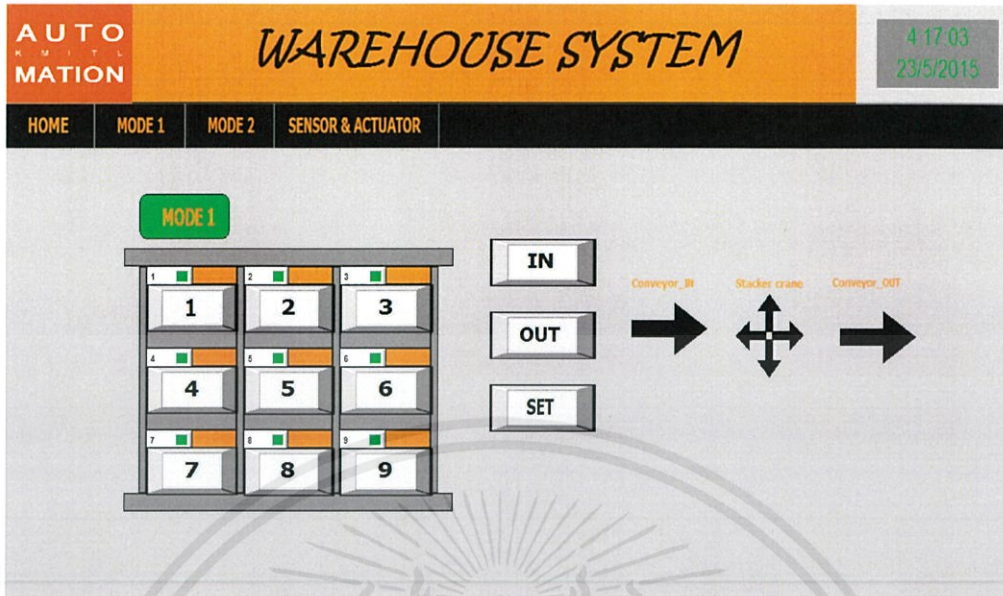 AUTO
KMITL
MATION
WAREHOUSE SYSTEM
4:17:03
23/5/2015
HOME MODE 1 MODE 2 SENSOR & ACTUATOR
MODE 1
1 2 3
1 2 3
4 5 6
4 5 6
7 8 9
7 8 9
IN
OUT
SET
Conveyor_IN Stacker crane Conveyor_OUT